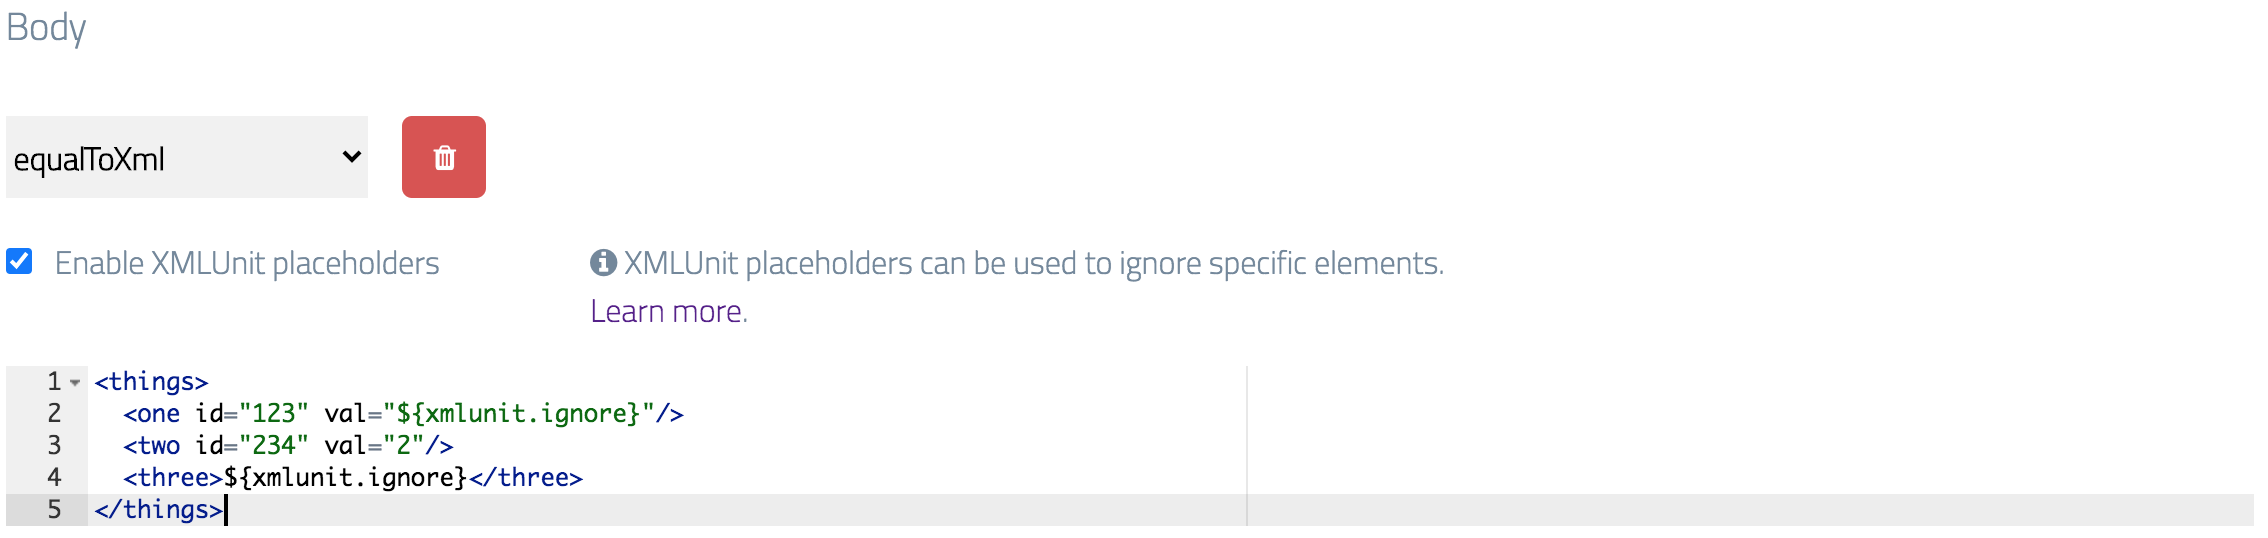 Body
equalToXml
Enable XMLUnit placeholders
XMLUnit placeholders can be used to ignore specific elements.
Learn more.
1 <things>
2   <one id="123" val="${xmlunit.ignore}"/>
3   <two id="234" val="2"/>
4   <three>${xmlunit.ignore}</three>
5 </things>